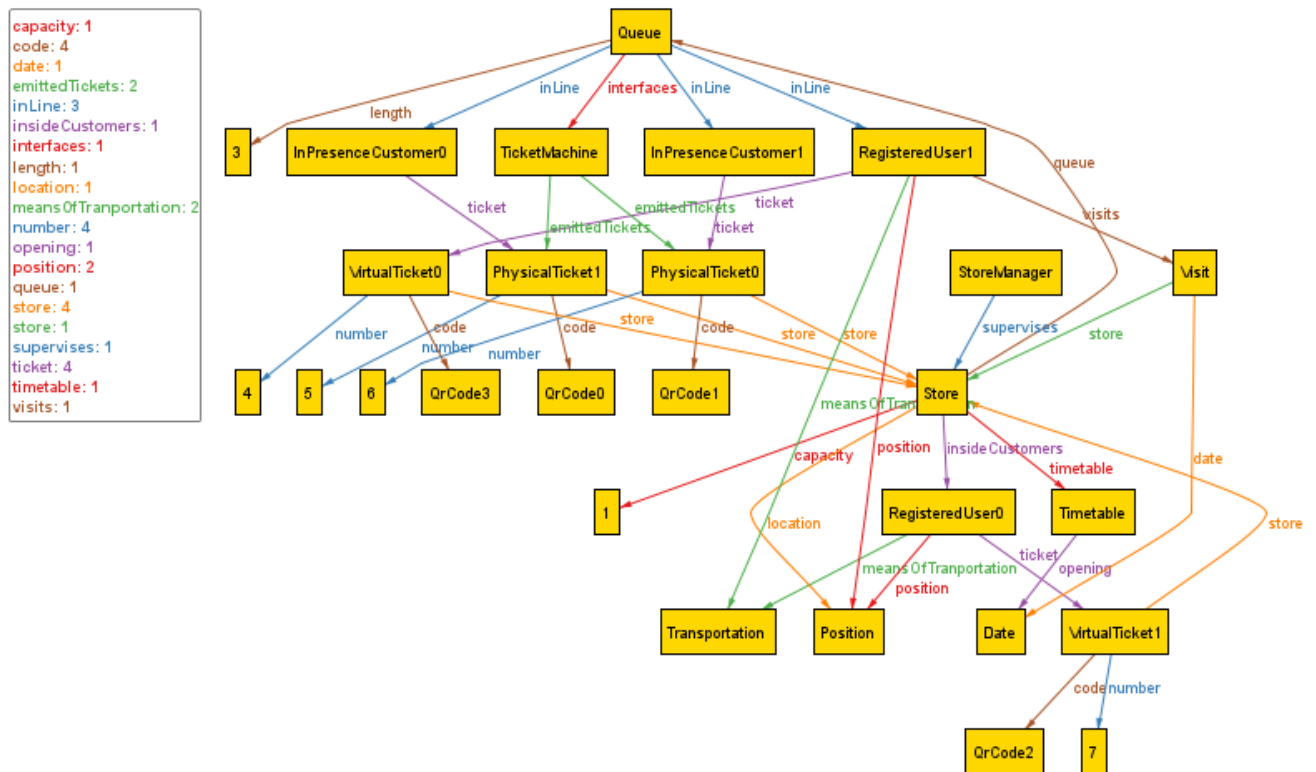 capacity: 1
code: 4
date: 1
emittedTickets: 2
inLine: 3
insideCustomers: 1
interfaces: 1
length: 1
location: 1
meansOfTranportation: 2
number: 4
opening: 1
position: 2
queue: 1
store: 4
store: 1
supervises: 1
ticket: 4
timetable: 1
visits: 1
Queue
inLine
interfaces
inLine
inLine
length
3
InPresenceCustomer0
TicketMachine
InPresenceCustomer1
RegisteredUser1
queue
ticket
emittedTickets
emittedTickets
ticket
ticket
visits
VirtualTicket0
PhysicalTicket1
PhysicalTicket0
StoreManager
Visit
number
code
number
number
code
code
store
store
store
supervises
store
4
5
6
QrCode3
QrCode0
QrCode1
Store
meansOfTranportation
capacity
position
insideCustomers
timetable
date
1
location
RegisteredUser0
Timetable
store
meansOfTranportation
position
ticket
opening
Transportation
Position
Date
VirtualTicket1
code
number
QrCode2
7